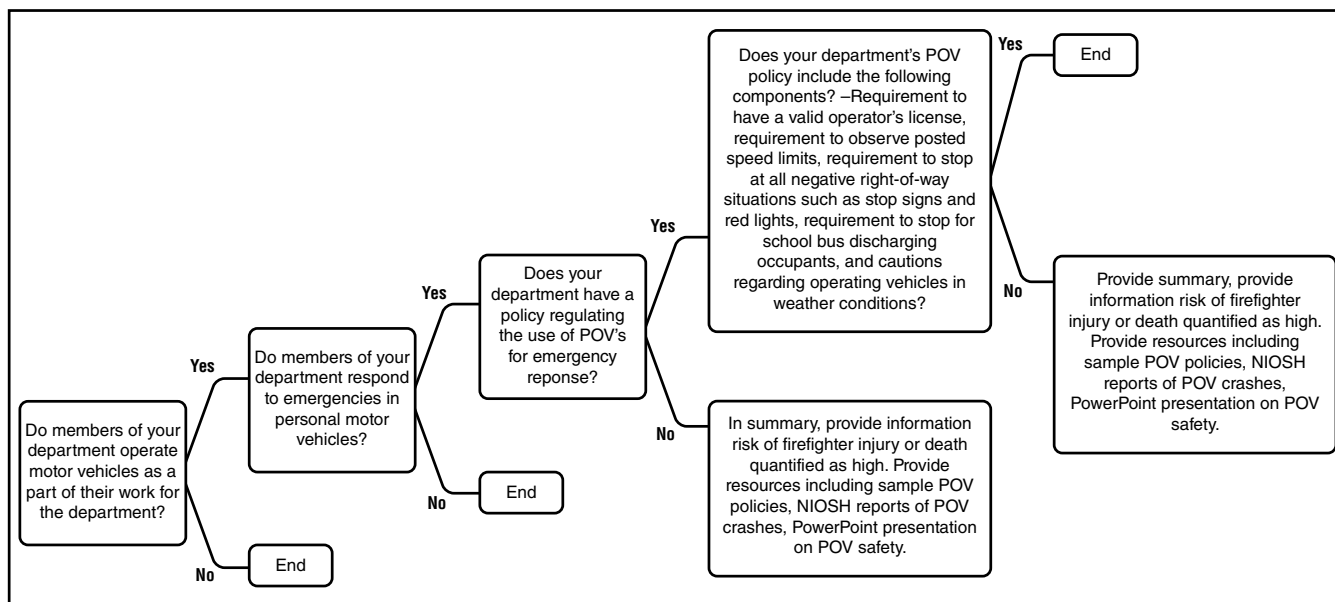 Do members of your
department operate
motor vehicles as a
part of their work for
the department?
Yes
No
End
Do members of your
department respond
to emergencies in
personal motor
vehicles?
Yes
No
End
Does your
department have a
policy regulating
the use of POV's
for emergency
reponse?
Yes
No
Does your department's POV
policy include the following
components? –Requirement to
have a valid operator's license,
requirement to observe posted
speed limits, requirement to stop
at all negative right-of-way
situations such as stop signs and
red lights, requirement to stop for
school bus discharging
occupants, and cautions
regarding operating vehicles in
weather conditions?
In summary, provide information
risk of firefighter injury or death
quantified as high. Provide
resources including sample POV
policies, NIOSH reports of POV
crashes, PowerPoint presentation
on POV safety.
Yes
End
No
Provide summary, provide
information risk of firefighter
injury or death quantified as high.
Provide resources including
sample POV policies, NIOSH
reports of POV crashes,
PowerPoint presentation on POV
safety.